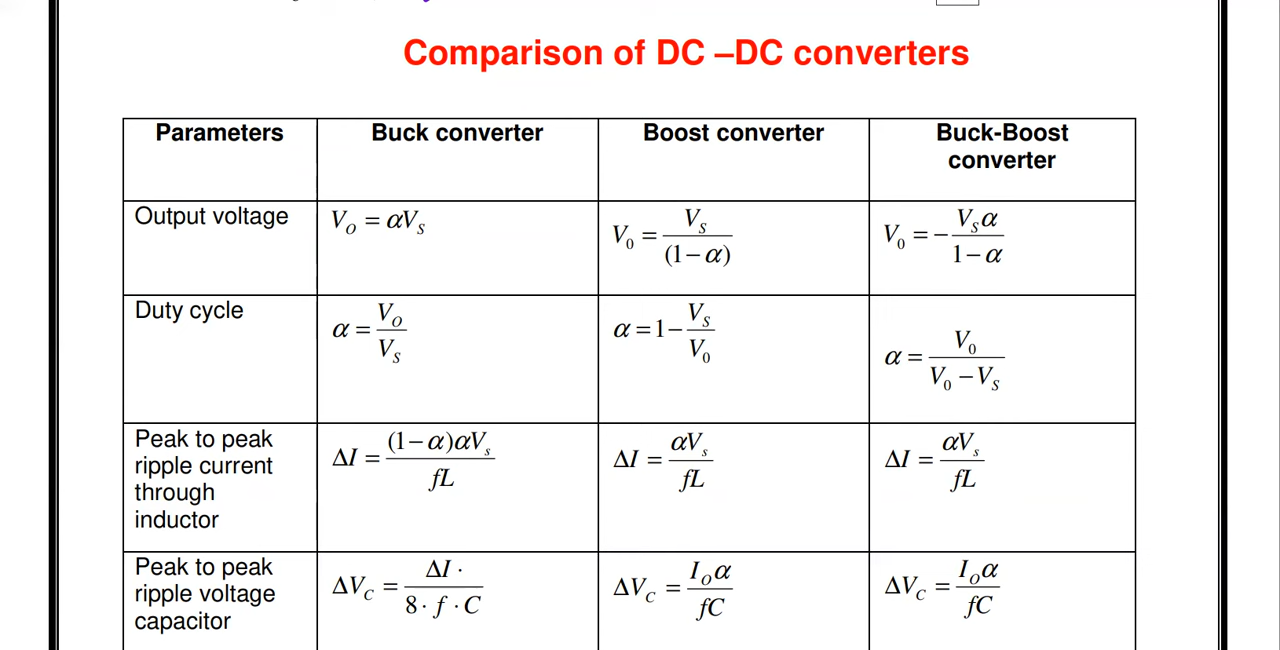 Comparison of DC –DC converters
Parameters
Buck converter
Boost converter
Buck-Boost
converter
Output voltage
V_O = αV_S
V_0 = V_S / (1 − α)
V_0 = − V_S α / 1 − α
Duty cycle
α = V_O / V_S
α = 1 − V_S / V_0
α = V_0 / V_0 − V_S
Peak to peak
ripple current
through
inductor
ΔI = (1 − α)αV_s / fL
ΔI = αV_s / fL
ΔI = αV_s / fL
Peak to peak
ripple voltage
capacitor
ΔV_C = ΔI · / 8 · f · C
ΔV_C = I_O α / fC
ΔV_C = I_O α / fC